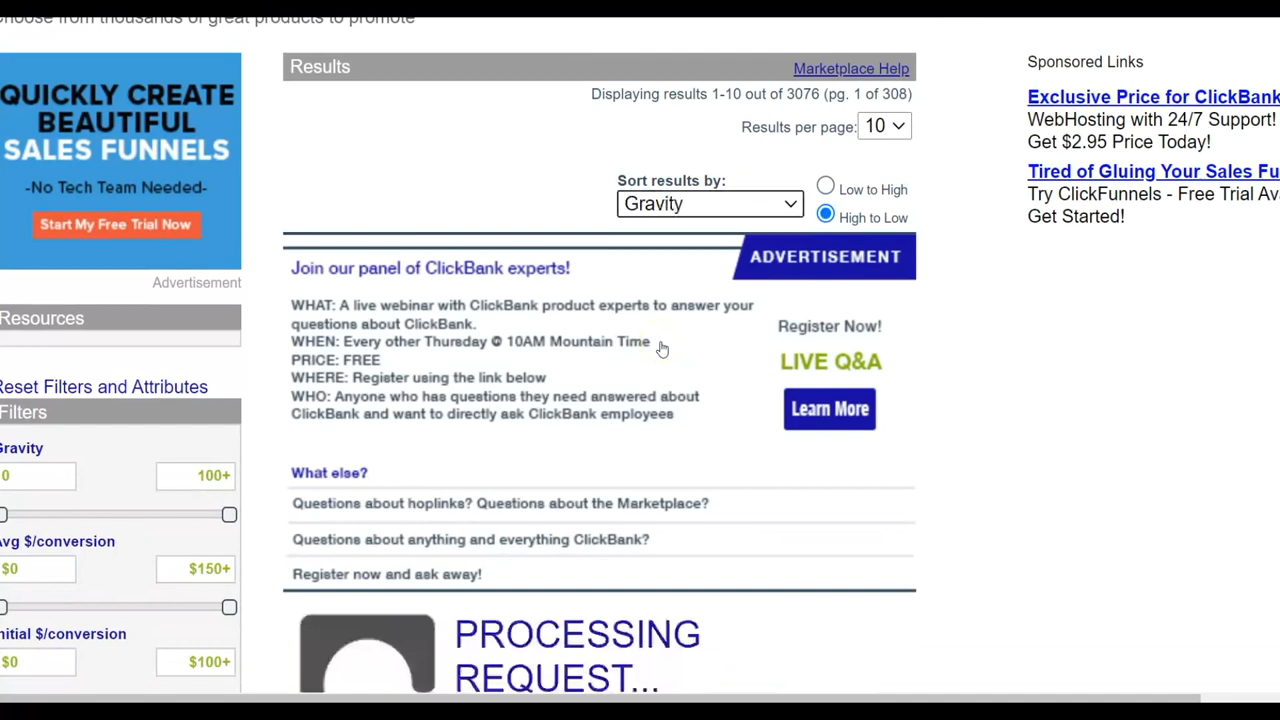 Choose from thousands of great products to promote
QUICKLY CREATE
BEAUTIFUL
SALES FUNNELS
-No Tech Team Needed-
Start My Free Trial Now
Advertisement
Resources
Reset Filters and Attributes
Filters
Gravity
0 100+
Avg $/conversion
$0 $150+
Initial $/conversion
$0 $100+
Results Marketplace Help
Displaying results 1-10 out of 3076 (pg. 1 of 308)
Results per page: 10
Sort results by:
Gravity
Low to High
High to Low
ADVERTISEMENT
Join our panel of ClickBank experts!
WHAT: A live webinar with ClickBank product experts to answer your
questions about ClickBank.
WHEN: Every other Thursday @ 10AM Mountain Time
PRICE: FREE
WHERE: Register using the link below
WHO: Anyone who has questions they need answered about
ClickBank and want to directly ask ClickBank employees
Register Now!
LIVE Q&A
Learn More
What else?
Questions about hoplinks? Questions about the Marketplace?
Questions about anything and everything ClickBank?
Register now and ask away!
PROCESSING
REQUEST...
Sponsored Links
Exclusive Price for ClickBank
WebHosting with 24/7 Support!
Get $2.95 Price Today!
Tired of Gluing Your Sales Fu
Try ClickFunnels - Free Trial Ava
Get Started!